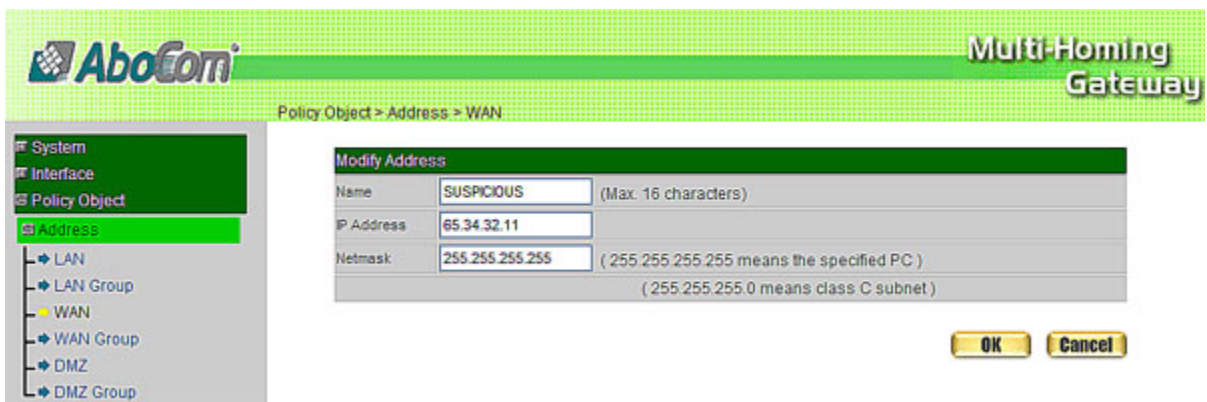 AboCom
Multi-Homing
Gateway
Policy Object > Address > WAN
System
Interface
Policy Object
Address
LAN
LAN Group
WAN
WAN Group
DMZ
DMZ Group
Modify Address
Name SUSPICIOUS (Max. 16 characters)
IP Address 65.34.32.11
Netmask 255.255.255.255 ( 255.255.255.255 means the specified PC )
( 255.255.255.0 means class C subnet )
OK Cancel